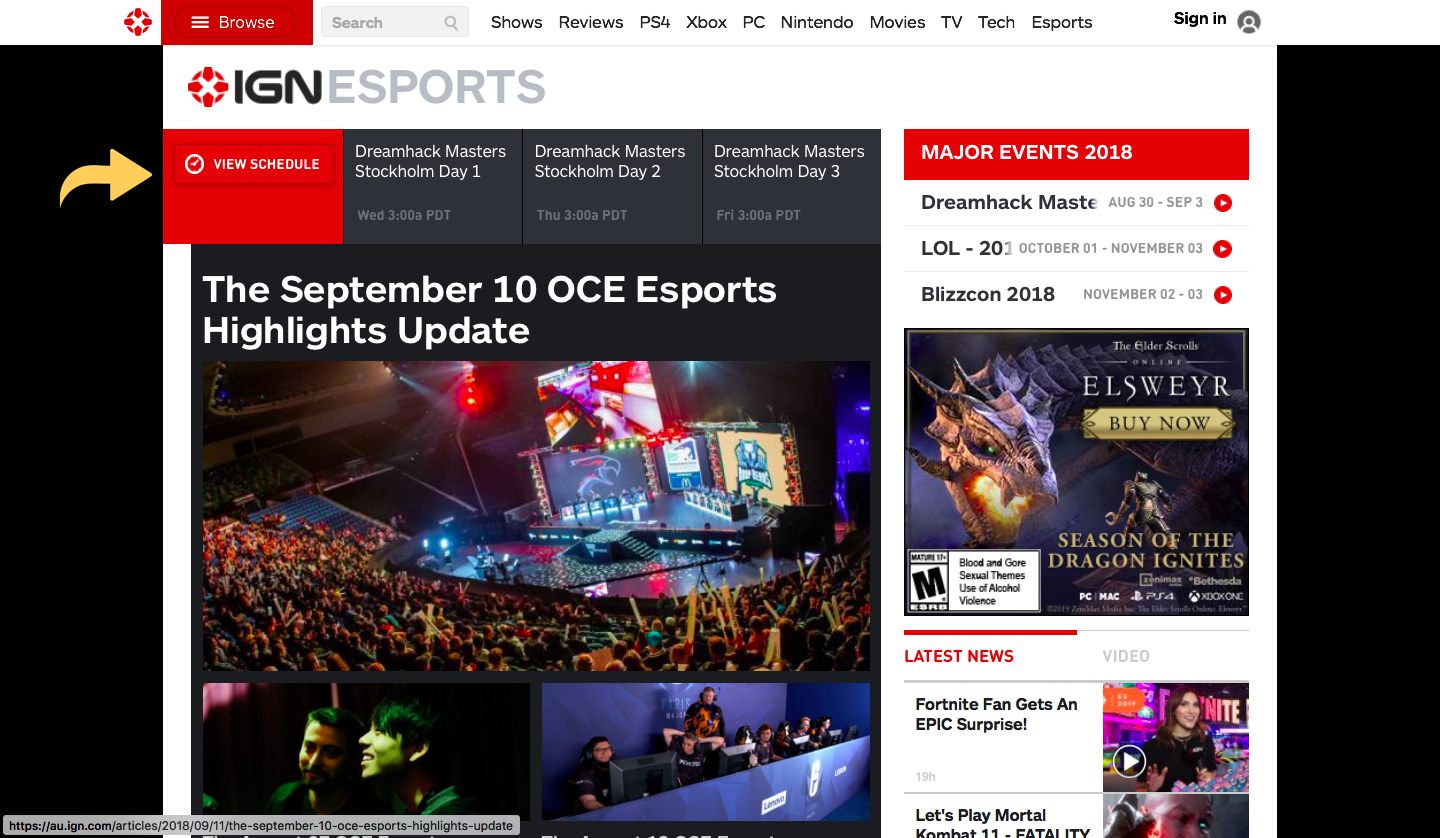 Browse
Search
Shows Reviews PS4 Xbox PC Nintendo Movies TV Tech Esports
Sign in
IGN ESPORTS
VIEW SCHEDULE
Dreamhack Masters
Stockholm Day 1
Wed 3:00a PDT
Dreamhack Masters
Stockholm Day 2
Thu 3:00a PDT
Dreamhack Masters
Stockholm Day 3
Fri 3:00a PDT
The September 10 OCE Esports
Highlights Update
MAJOR EVENTS 2018
Dreamhack Maste AUG 30 - SEP 3
LOL - 201 OCTOBER 01 - NOVEMBER 03
Blizzcon 2018 NOVEMBER 02 - 03
The Elder Scrolls
ONLINE
ELSWEYR
BUY NOW
SEASON OF THE
DRAGON IGNITES
MATURE 17+
M
ESRB
Blood and Gore
Sexual Themes
Use of Alcohol
Violence
zenimax Bethesda
PC | MAC PS4 XBOX ONE
©2019 ZeniMax Media Inc. The Elder Scrolls Online: Elsweyr™
LATEST NEWS VIDEO
Fortnite Fan Gets An
EPIC Surprise!
19h
E3
2019
Let's Play Mortal
Kombat 11 - FATALITY
PARIS
MAJOR
Lenovo
https://au.ign.com/articles/2018/09/11/the-september-10-oce-esports-highlights-update